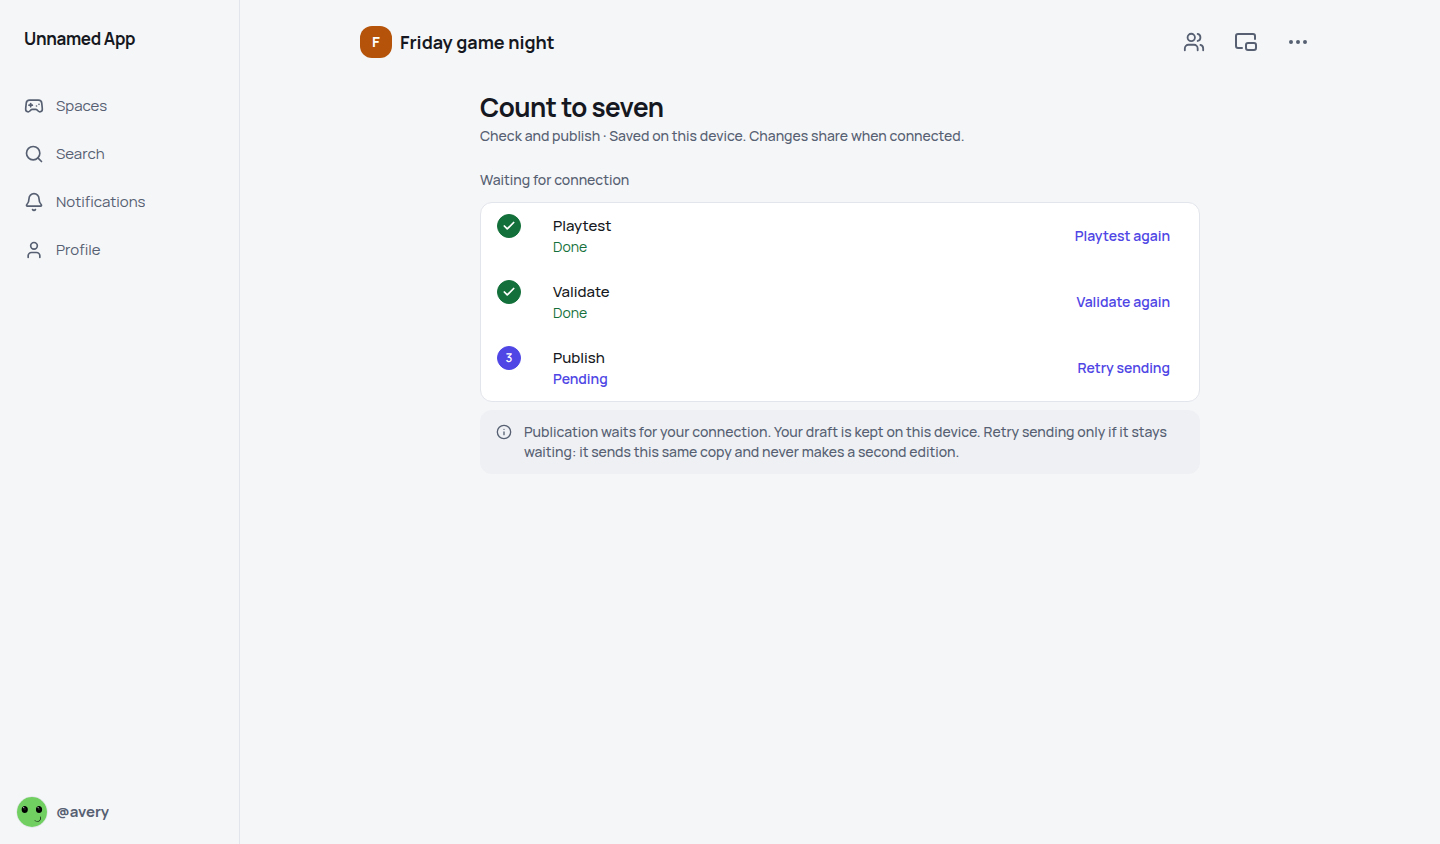 Unnamed App
Spaces
Search
Notifications
Profile
@avery
F
Friday game night
Count to seven
Check and publish · Saved on this device. Changes share when connected.
Waiting for connection
Playtest
Done
Playtest again
Validate
Done
Validate again
3
Publish
Pending
Retry sending
Publication waits for your connection. Your draft is kept on this device. Retry sending only if it stays
waiting: it sends this same copy and never makes a second edition.